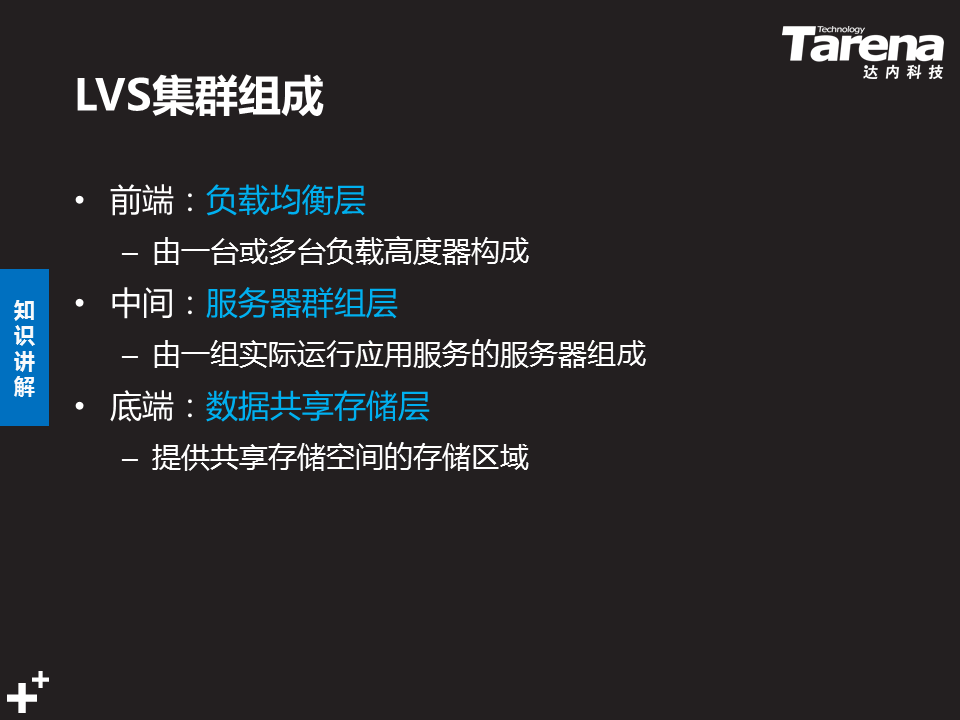 Technology
Tarena
达内科技
LVS集群组成
• 前端：负载均衡层
– 由一台或多台负载高度器构成
• 中间：服务器群组层
– 由一组实际运行应用服务的服务器组成
• 底端：数据共享存储层
– 提供共享存储空间的存储区域
知
识
讲
解